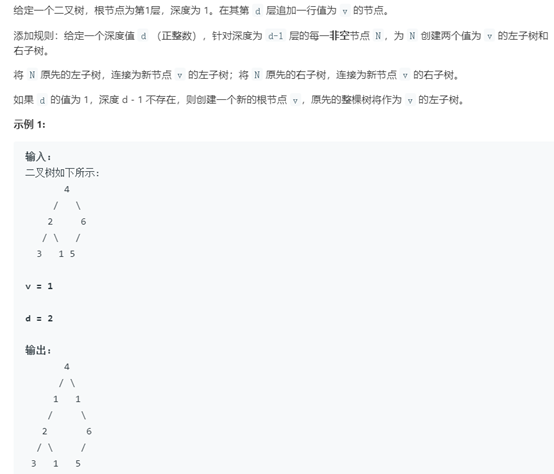 给定一个二叉树，根节点为第1层，深度为 1。在其第 d 层追加一行值为 v 的节点。
添加规则：给定一个深度值 d （正整数），针对深度为 d-1 层的每一非空节点 N，为 N 创建两个值为 v 的左子树和
右子树。
将 N 原先的左子树，连接为新节点 v 的左子树；将 N 原先的右子树，连接为新节点 v 的右子树。
如果 d 的值为 1，深度 d - 1 不存在，则创建一个新的根节点 v，原先的整棵树将作为 v 的左子树。
示例 1:
输入:
二叉树如下所示:
4
/ \
2 6
/ \ /
3 1 5
v = 1
d = 2
输出:
4
/ \
1 1
/ \
2 6
/ \ /
3 1 5